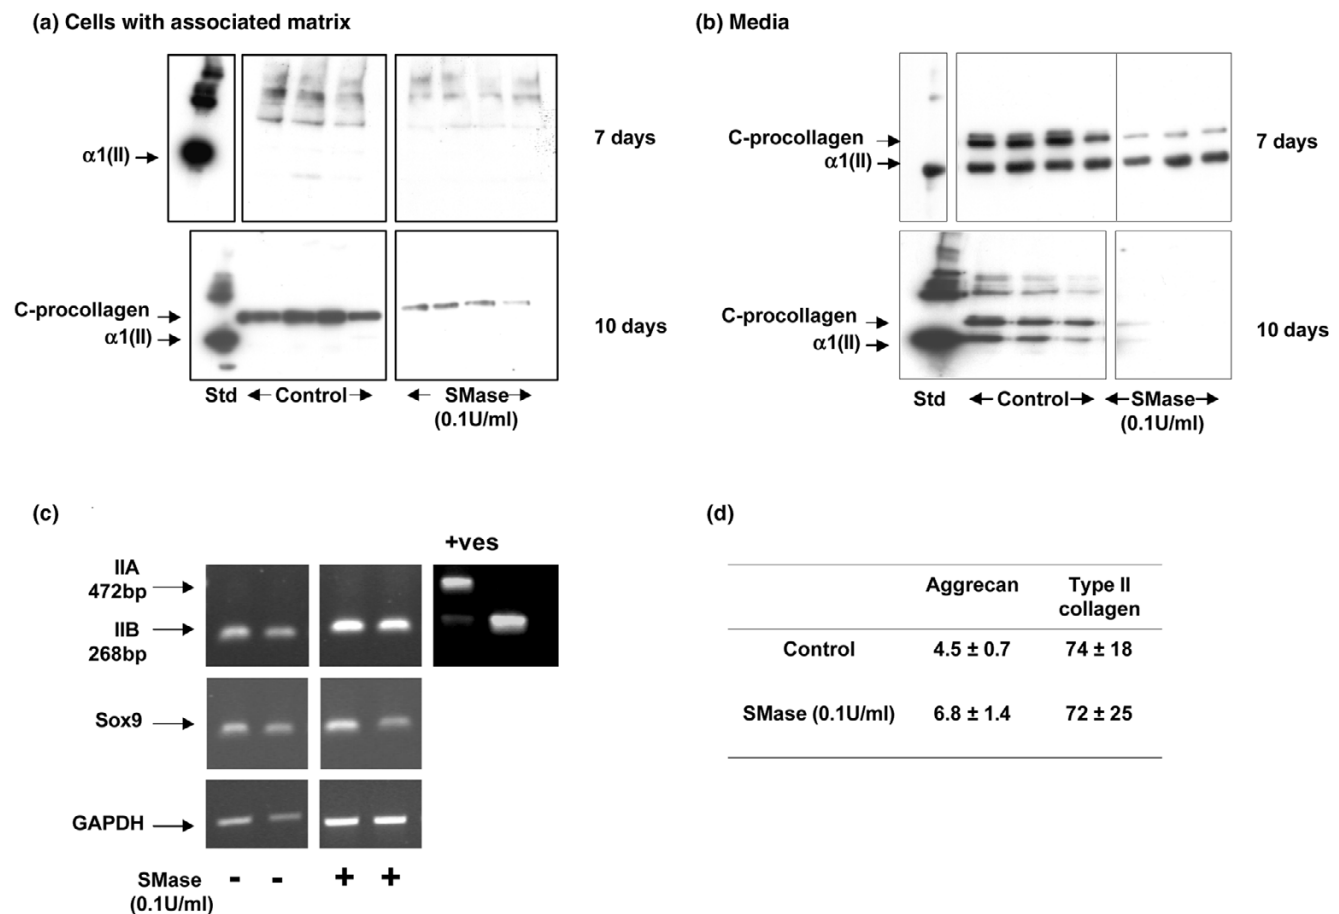 (a) Cells with associated matrix
α1(II)
7 days
C-procollagen
α1(II)
10 days
Std
Control
SMase
(0.1U/ml)
(b) Media
C-procollagen
α1(II)
7 days
C-procollagen
α1(II)
10 days
Std
Control
SMase
(0.1U/ml)
(c)
+ves
IIA
472bp
IIB
268bp
Sox9
GAPDH
SMase - - + +
(0.1U/ml)
(d)
Aggrecan Type II
collagen
Control 4.5 ± 0.7 74 ± 18
SMase (0.1U/ml) 6.8 ± 1.4 72 ± 25